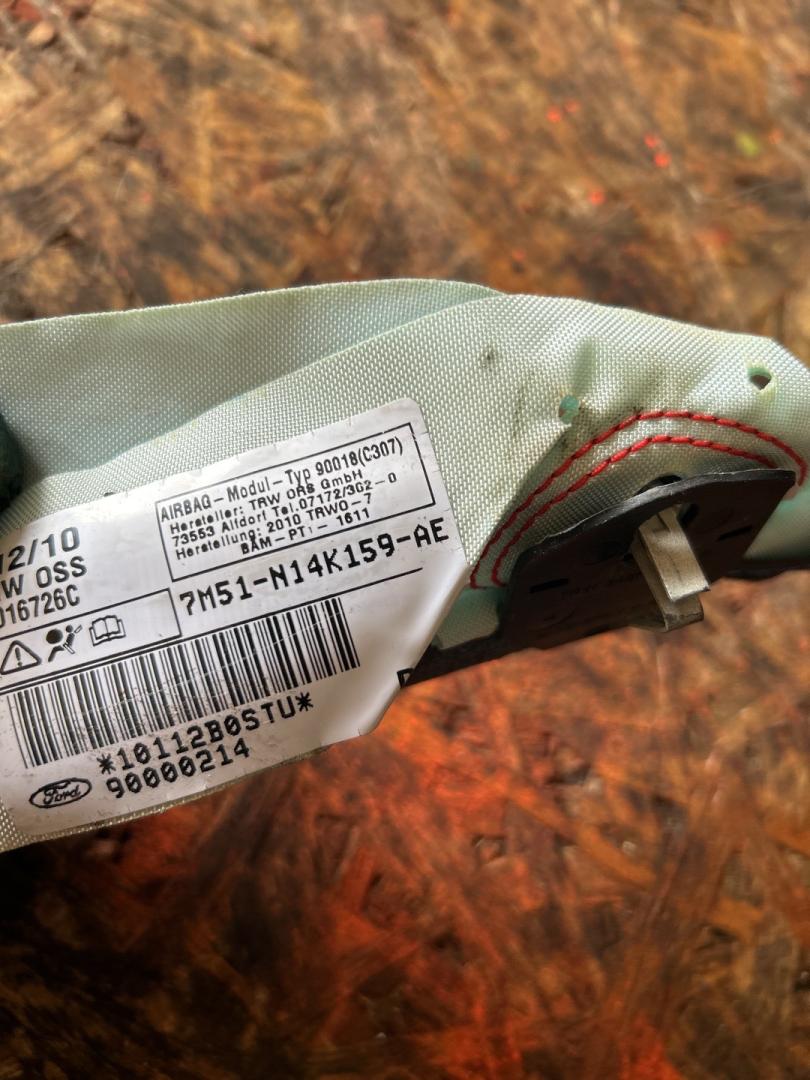 AIRBAG-Modul-Typ 90018(C307)
Hersteller: TRW ORS GmbH
73553 Alfdorf Tel.07172/302-0
Herstellung: 2010 TRWO-7
BAM-PT1-1611
2/10
W OSS
016726C
7M51-N14K159-AE
*10112B0STU*
90000214
Ford